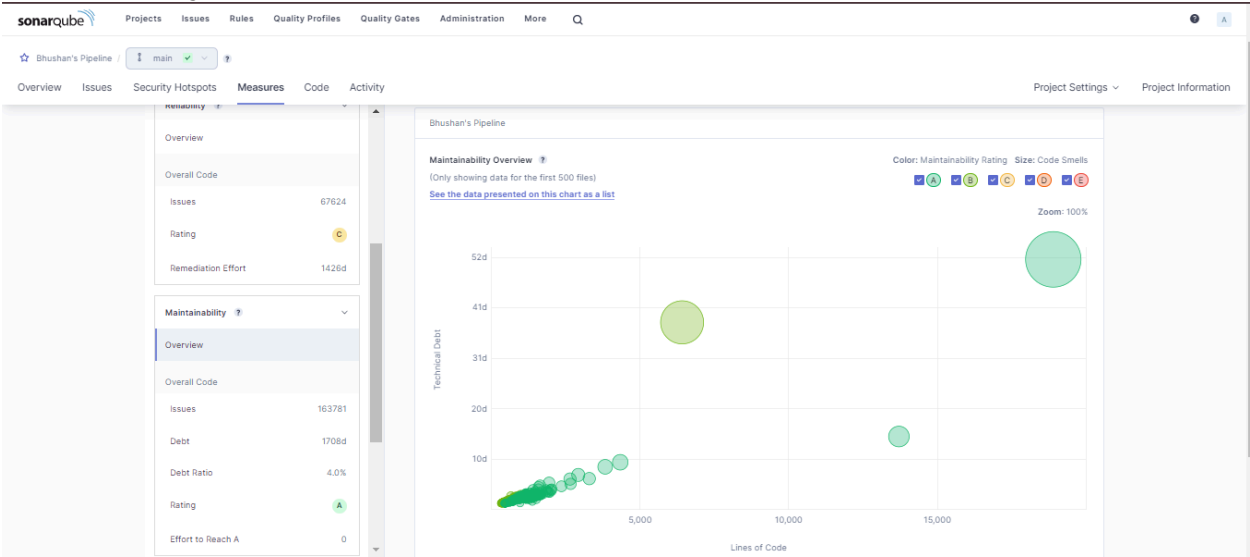 sonarqube Projects Issues Rules Quality Profiles Quality Gates Administration More ? A
Bhushan's Pipeline / main ?
Overview Issues Security Hotspots Measures Code Activity Project Settings Project Information
Reliability ?
Overview
Overall Code
Issues 67624
Rating C
Remediation Effort 1426d
Maintainability ?
Overview
Overall Code
Issues 163781
Debt 1708d
Debt Ratio 4.0%
Rating A
Effort to Reach A 0
Bhushan's Pipeline
Maintainability Overview ?
Color: Maintainability Rating Size: Code Smells
(Only showing data for the first 500 files)
A B C D E
See the data presented on this chart as a list
Zoom: 100%
52d
41d
31d
20d
10d
Technical Debt
5,000 10,000 15,000
Lines of Code